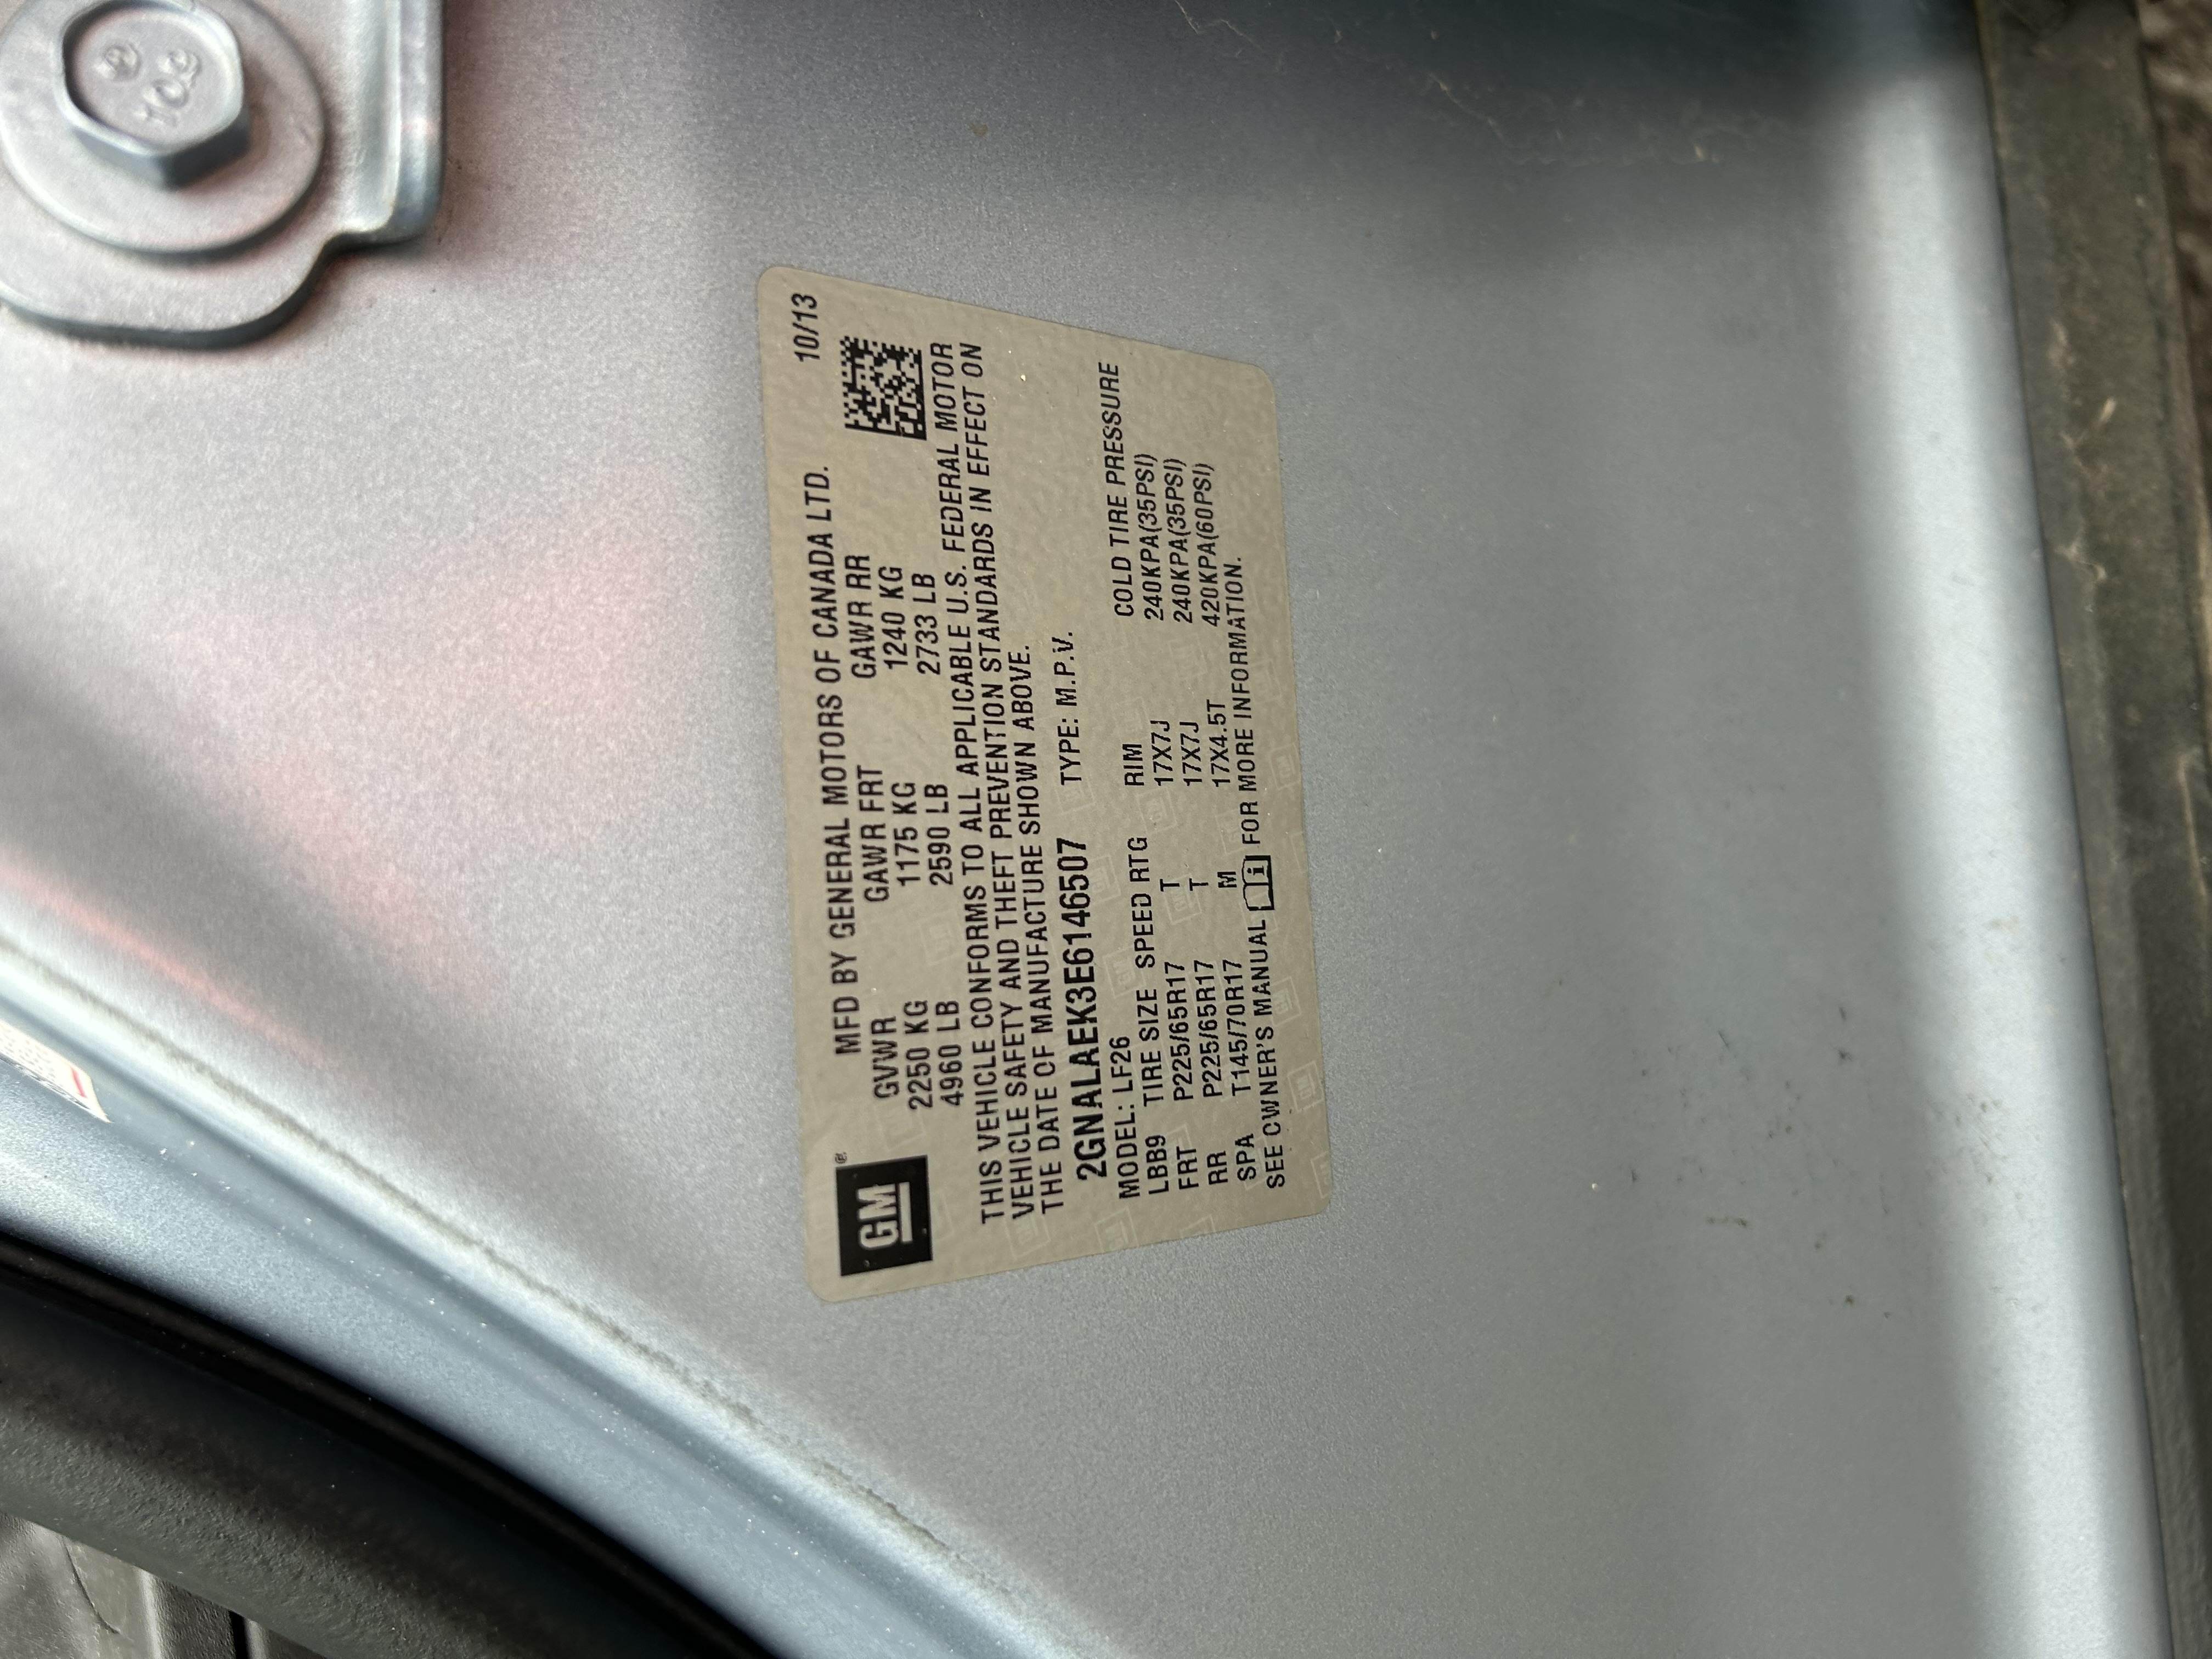 10/13
MFD BY GENERAL MOTORS OF CANADA LTD.
GM®
GVWR GAWR FRT GAWR RR
2250 KG 1175 KG 1240 KG
4960 LB 2590 LB 2733 LB
THIS VEHICLE CONFORMS TO ALL APPLICABLE U.S. FEDERAL MOTOR
VEHICLE SAFETY AND THEFT PREVENTION STANDARDS IN EFFECT ON
THE DATE OF MANUFACTURE SHOWN ABOVE.
2GNALAEK3E6146507 TYPE: M.P.V.
MODEL: LF26
LBB9 TIRE SIZE SPEED RTG RIM COLD TIRE PRESSURE
FRT P225/65R17 T 17X7J 240KPA(35PSI)
RR P225/65R17 T 17X7J 240KPA(35PSI)
SPA T145/70R17 M 17X4.5T 420KPA(60PSI)
SEE OWNER'S MANUAL FOR MORE INFORMATION.